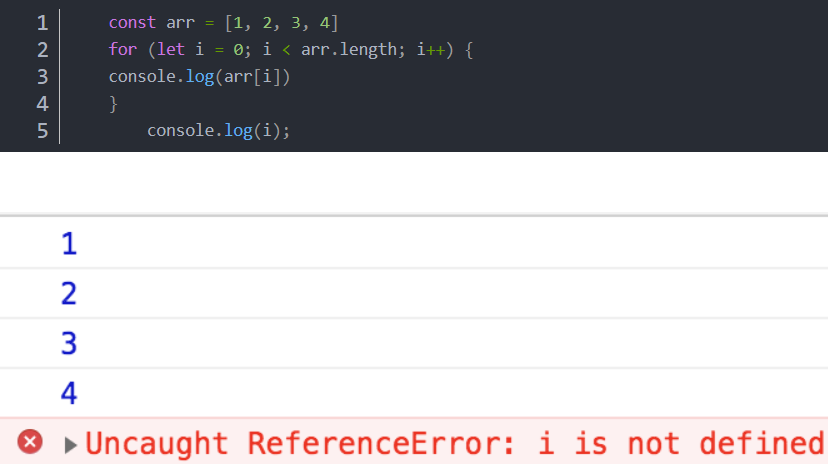 1 const arr = [1, 2, 3, 4]
2 for (let i = 0; i < arr.length; i++) {
3 console.log(arr[i])
4 }
5 console.log(i);
1
2
3
4
Uncaught ReferenceError: i is not defined